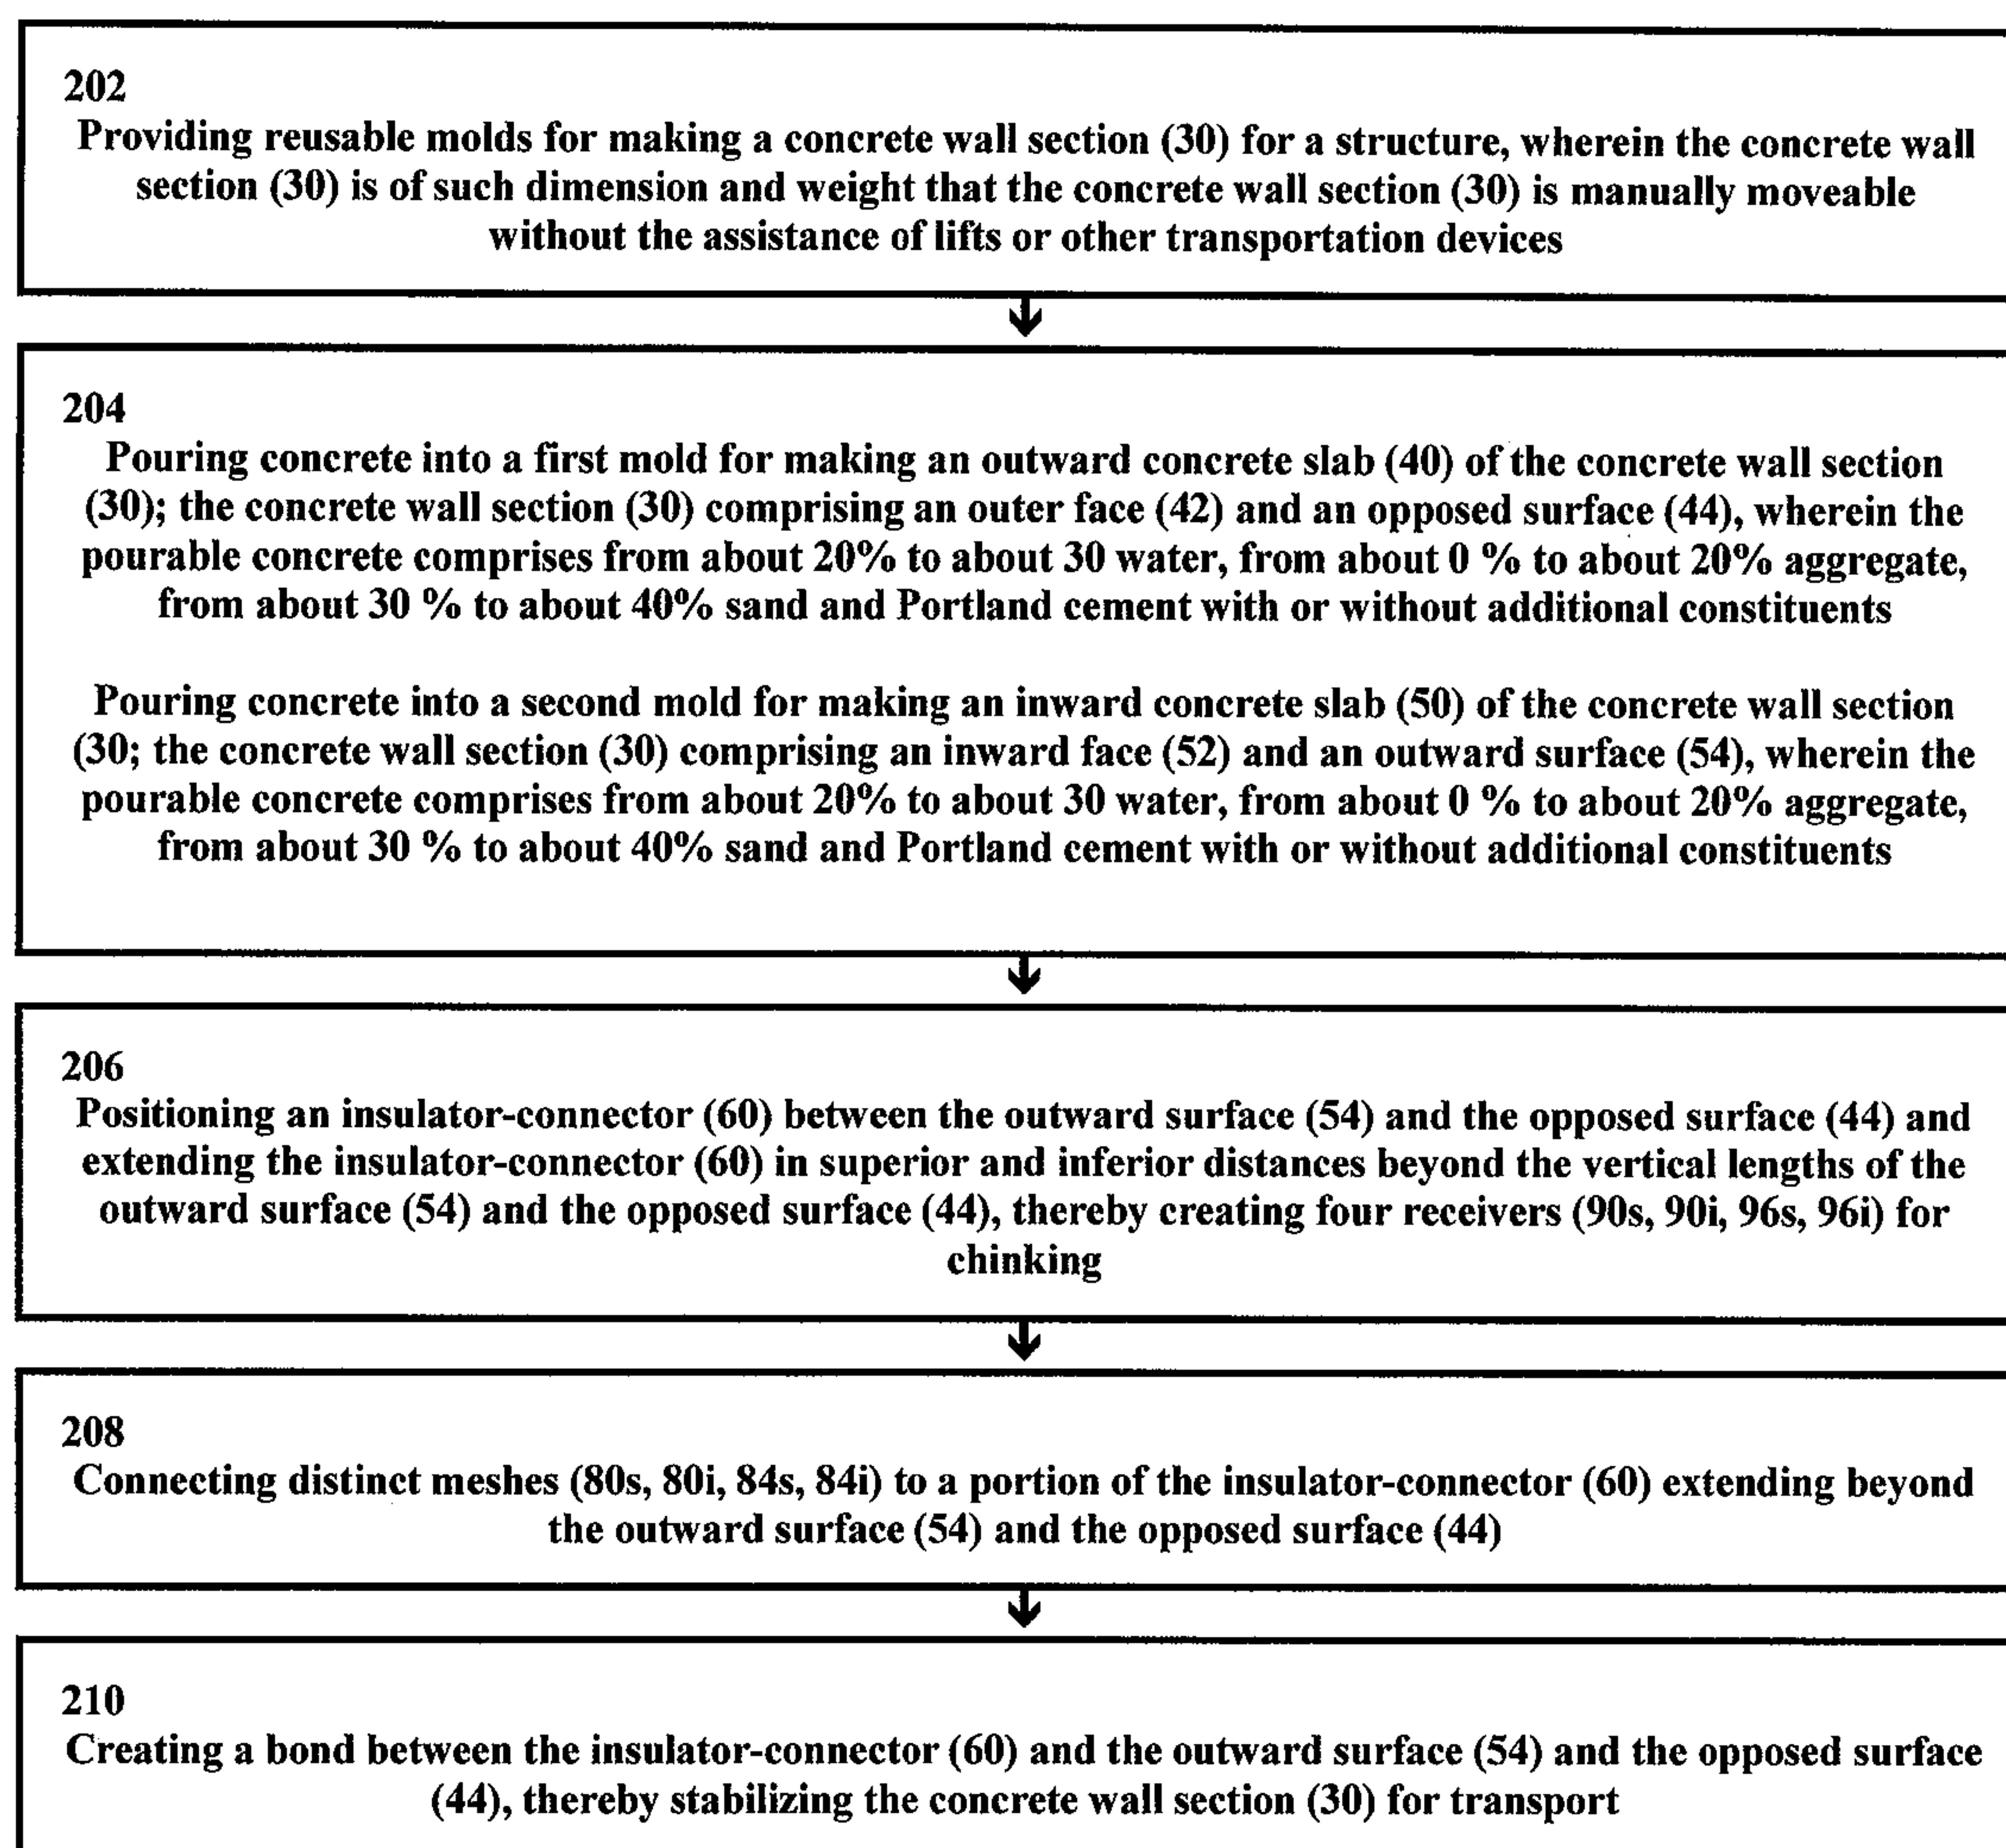 202
Providing reusable molds for making a concrete wall section (30) for a structure, wherein the concrete wall
section (30) is of such dimension and weight that the concrete wall section (30) is manually moveable
without the assistance of lifts or other transportation devices
204
Pouring concrete into a first mold for making an outward concrete slab (40) of the concrete wall section
(30); the concrete wall section (30) comprising an outer face (42) and an opposed surface (44), wherein the
pourable concrete comprises from about 20% to about 30 water, from about 0 % to about 20% aggregate,
from about 30 % to about 40% sand and Portland cement with or without additional constituents
Pouring concrete into a second mold for making an inward concrete slab (50) of the concrete wall section
(30; the concrete wall section (30) comprising an inward face (52) and an outward surface (54), wherein the
pourable concrete comprises from about 20% to about 30 water, from about 0 % to about 20% aggregate,
from about 30 % to about 40% sand and Portland cement with or without additional constituents
206
Positioning an insulator-connector (60) between the outward surface (54) and the opposed surface (44) and
extending the insulator-connector (60) in superior and inferior distances beyond the vertical lengths of the
outward surface (54) and the opposed surface (44), thereby creating four receivers (90s, 90i, 96s, 96i) for
chinking
208
Connecting distinct meshes (80s, 80i, 84s, 84i) to a portion of the insulator-connector (60) extending beyond
the outward surface (54) and the opposed surface (44)
210
Creating a bond between the insulator-connector (60) and the outward surface (54) and the opposed surface
(44), thereby stabilizing the concrete wall section (30) for transport